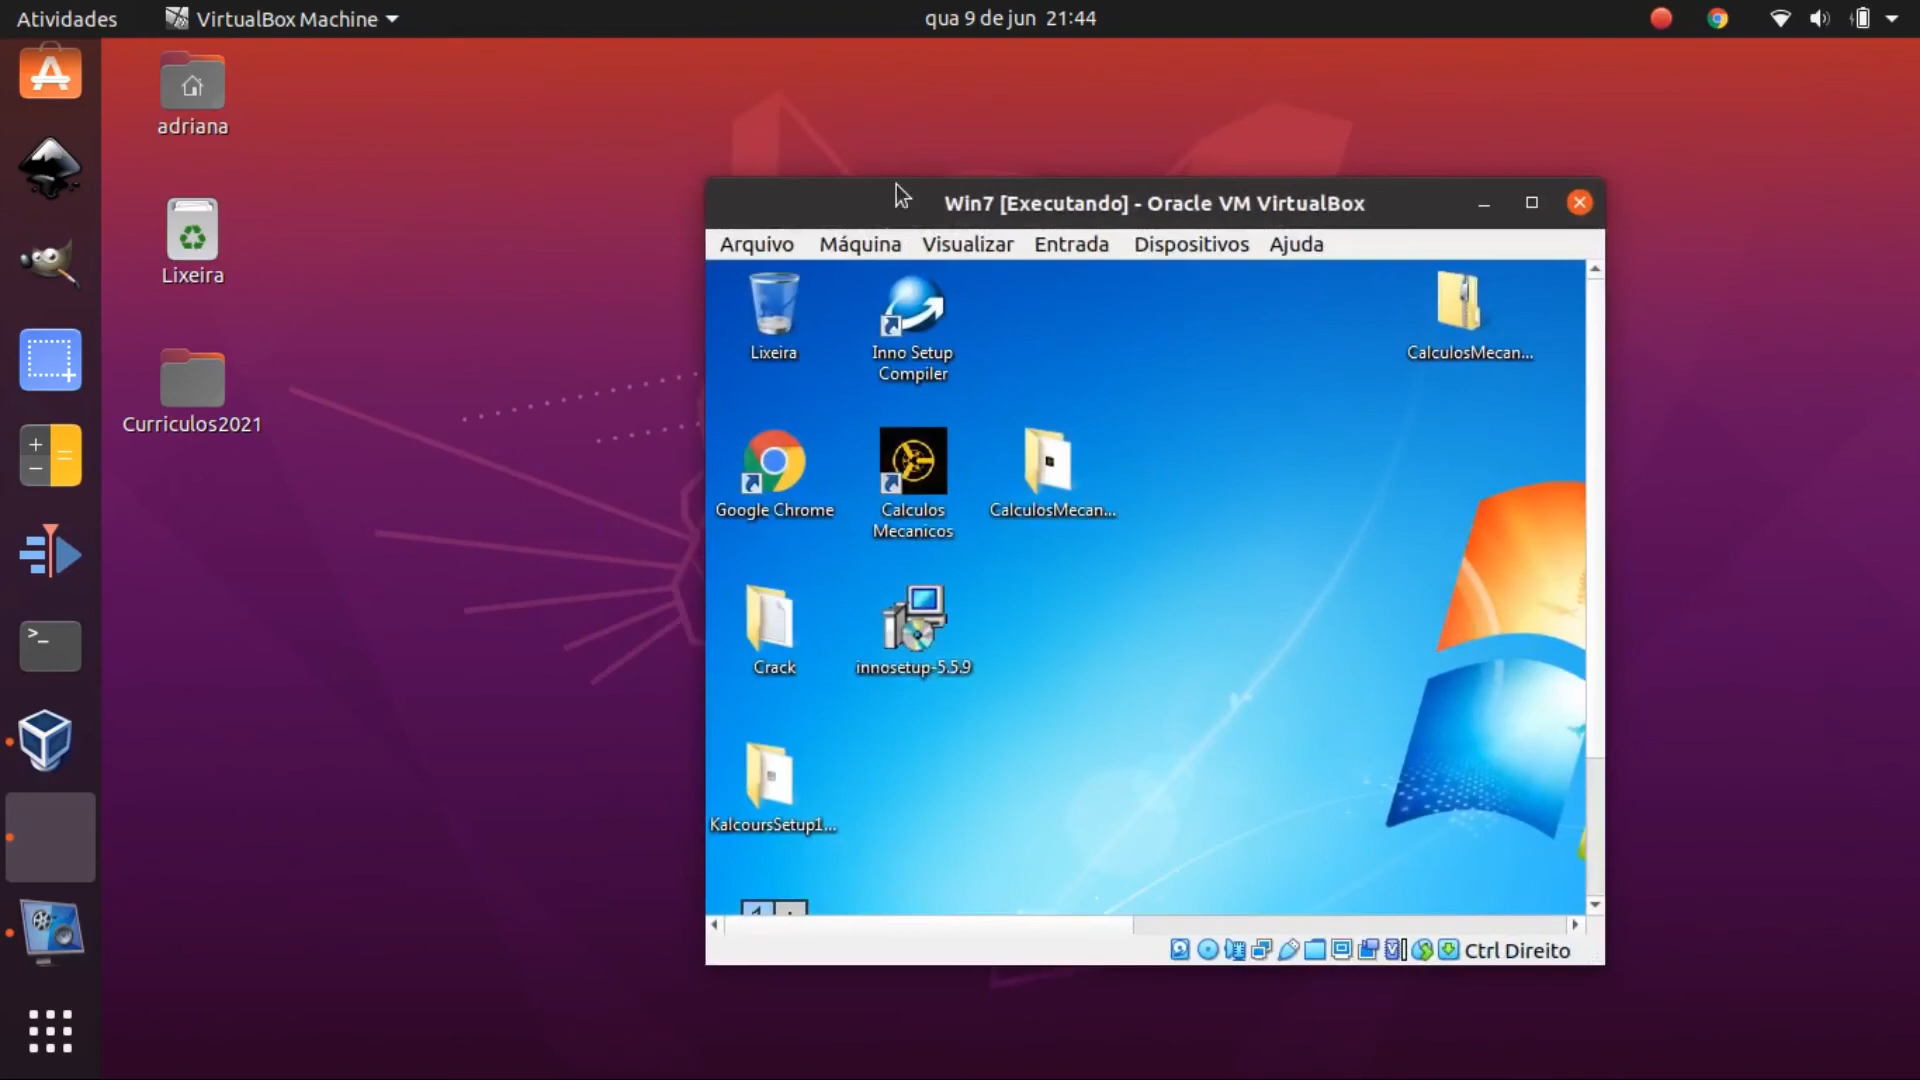 Atividades
VirtualBox Machine
qua 9 de jun 21:44
adriana
Lixeira
Curriculos2021
Win7 [Executando] - Oracle VM VirtualBox
Arquivo Máquina Visualizar Entrada Dispositivos Ajuda
Lixeira
Inno Setup
Compiler
CalculosMecan...
Google Chrome
Calculos
Mecanicos
CalculosMecan...
Crack
innosetup-5.5.9
KalcoursSetup1...
Ctrl Direito